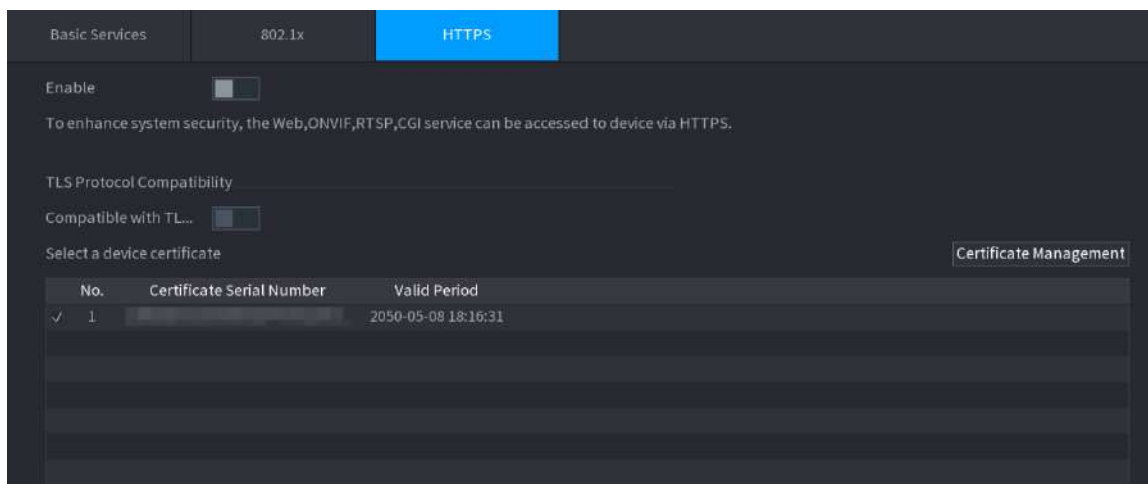 Basic Services 802.1x HTTPS
Enable
To enhance system security, the Web,ONVIF,RTSP,CGI service can be accessed to device via HTTPS.
TLS Protocol Compatibility
Compatible with TL...
Select a device certificate Certificate Management
No. Certificate Serial Number Valid Period
1 2050-05-08 18:16:31